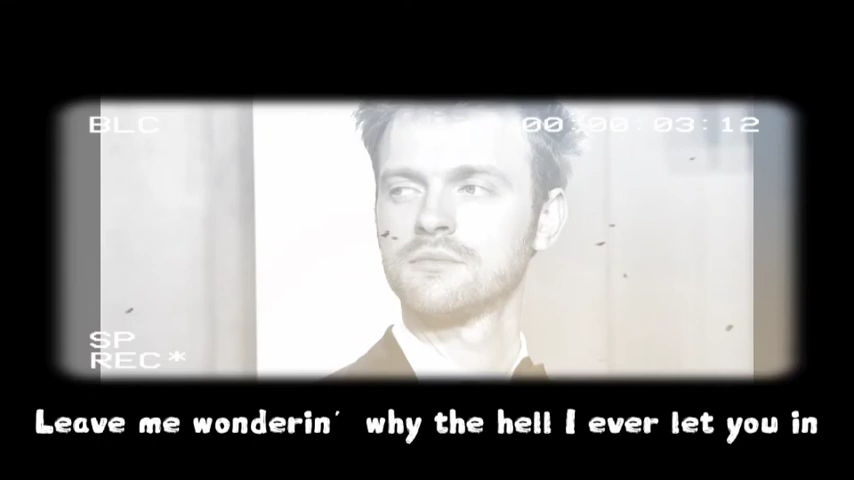 BLC 00:00:03:12
SP
REC*
Leave me wonderin' why the hell I ever let you in